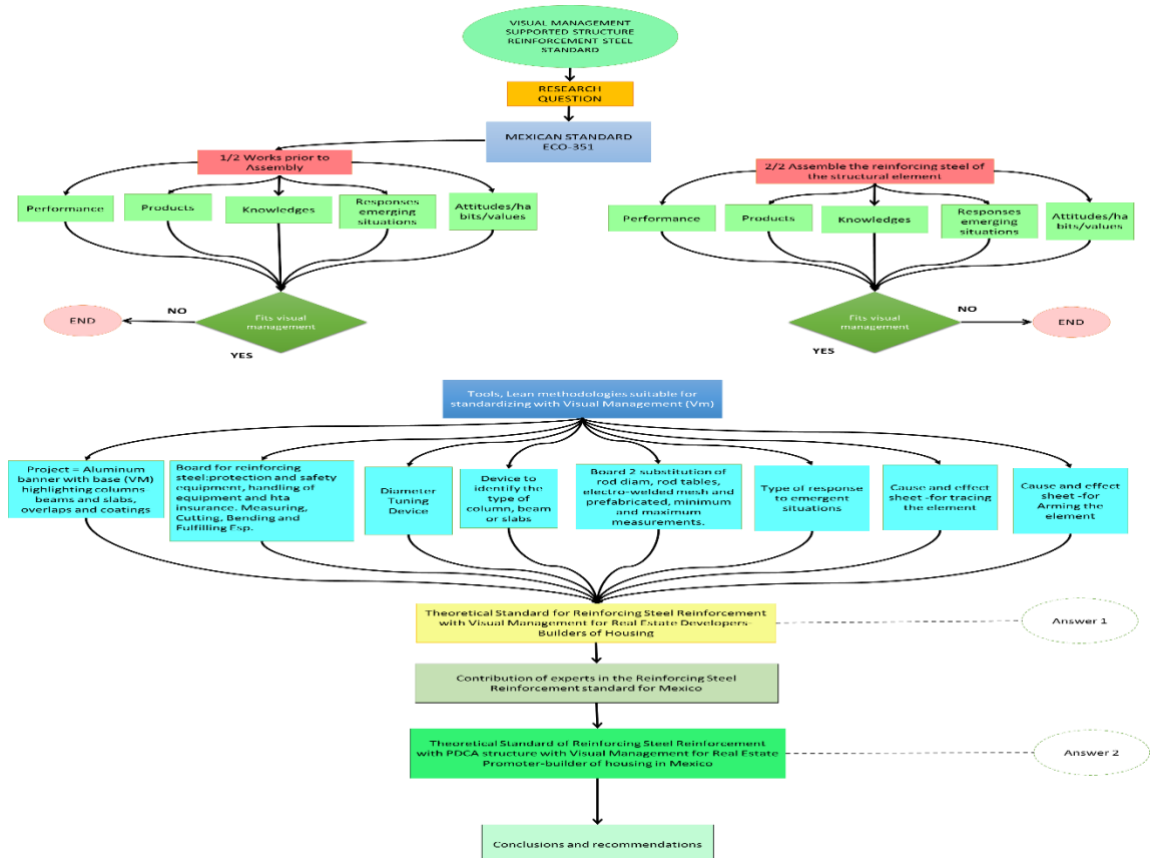 VISUAL MANAGEMENT
SUPPORTED STRUCTURE
REINFORCEMENT STEEL
STANDARD
RESEARCH
QUESTION
MEXICAN STANDARD
ECO-351
1/2 Works prior to
Assembly
Performance
Products
Knowledges
Responses
emerging
situations
Attitudes/ha
bits/values
Fits visual
management
NO
END
YES
2/2 Assemble the reinforcing steel of
the structural element
Performance
Products
Knowledges
Responses
emerging
situations
Attitudes/ha
bits/values
Fits visual
management
NO
END
YES
Tools, Lean methodologies suitable for
standardizing with Visual Management (Vm)
Project = Aluminum
banner with base (VM)
highlighting columns-
beams and slabs,
overlaps and coatings
Board for reinforcing
steel:protection and safety
equipment, handling of
equipment and hta
insurance. Measuring,
Cutting, Bending and
Fulfilling Esp.
Diameter
Tuning
Device
Device to
identify the
type of
column, beam
or slabs
Board 2 substitution of
rod diam, rod tables,
electro-welded mesh and
prefabricated, minimum
and maximum
measurements.
Type of response
to emergent
situations
Cause and effect
sheet -for tracing
the element
Cause and effect
sheet -for
Arming the
element
Theoretical Standard for Reinforcing Steel Reinforcement
with Visual Management for Real Estate Developers-
Builders of Housing
Answer 1
Contribution of experts in the Reinforcing Steel
Reinforcement standard for Mexico
Theoretical Standard of Reinforcing Steel Reinforcement
with PDCA structure with Visual Management for Real Estate
Promoter-builder of housing in Mexico
Answer 2
Conclusions and recommendations